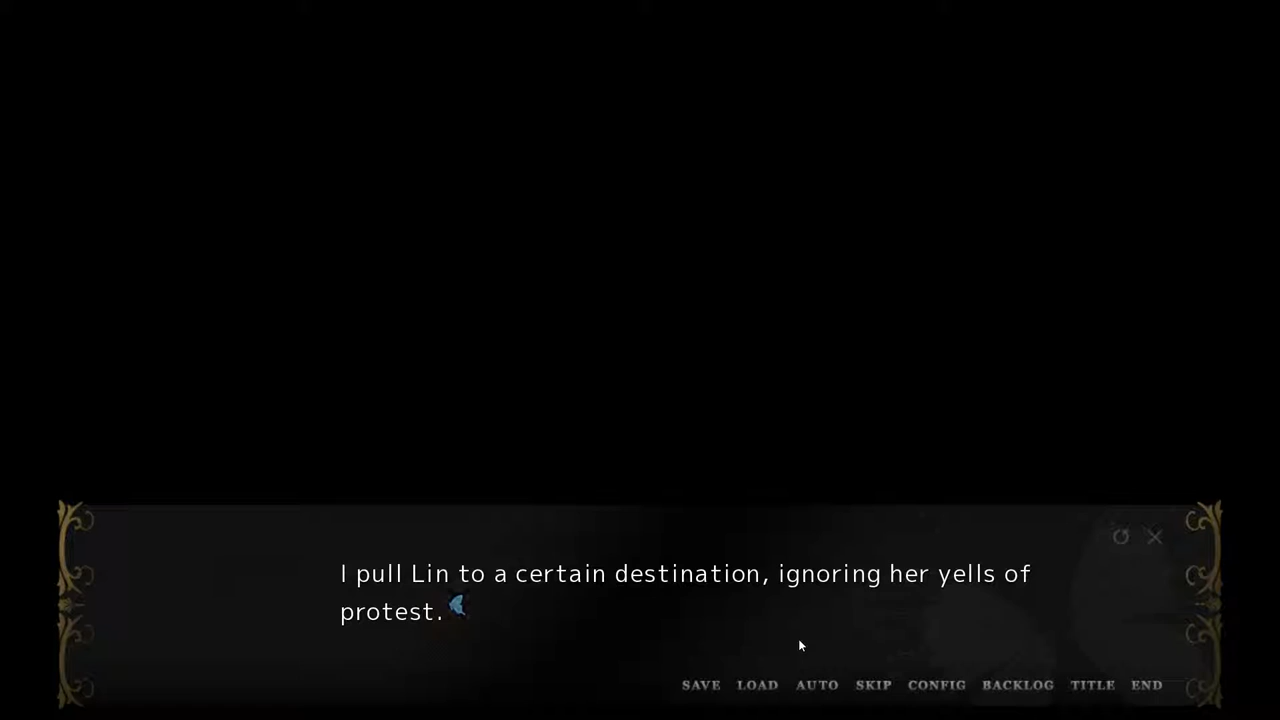 I pull Lin to a certain destination, ignoring her yells of
protest.
SAVE LOAD AUTO SKIP CONFIG BACKLOG TITLE END